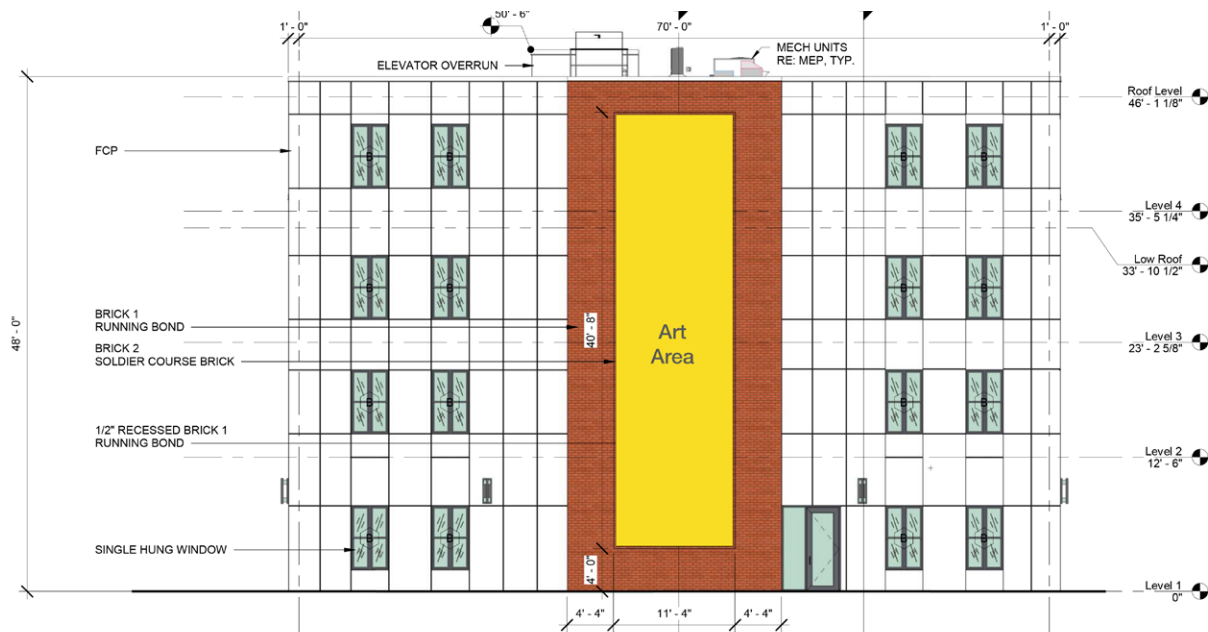 50' - 6"
1' - 0"
70' - 0"
1' - 0"
ELEVATOR OVERRUN
MECH UNITS
RE: MEP, TYP.
Roof Level
46' - 1 1/8"
FCP
Level 4
35' - 5 1/4"
Low Roof
33' - 10 1/2"
BRICK 1
RUNNING BOND
BRICK 2
SOLDIER COURSE BRICK
48' - 0"
40' - 8"
Art
Area
Level 3
23' - 2 5/8"
1/2" RECESSED BRICK 1
RUNNING BOND
Level 2
12' - 6"
SINGLE HUNG WINDOW
4' - 0"
Level 1
0"
4' - 4"
11' - 4"
4' - 4"